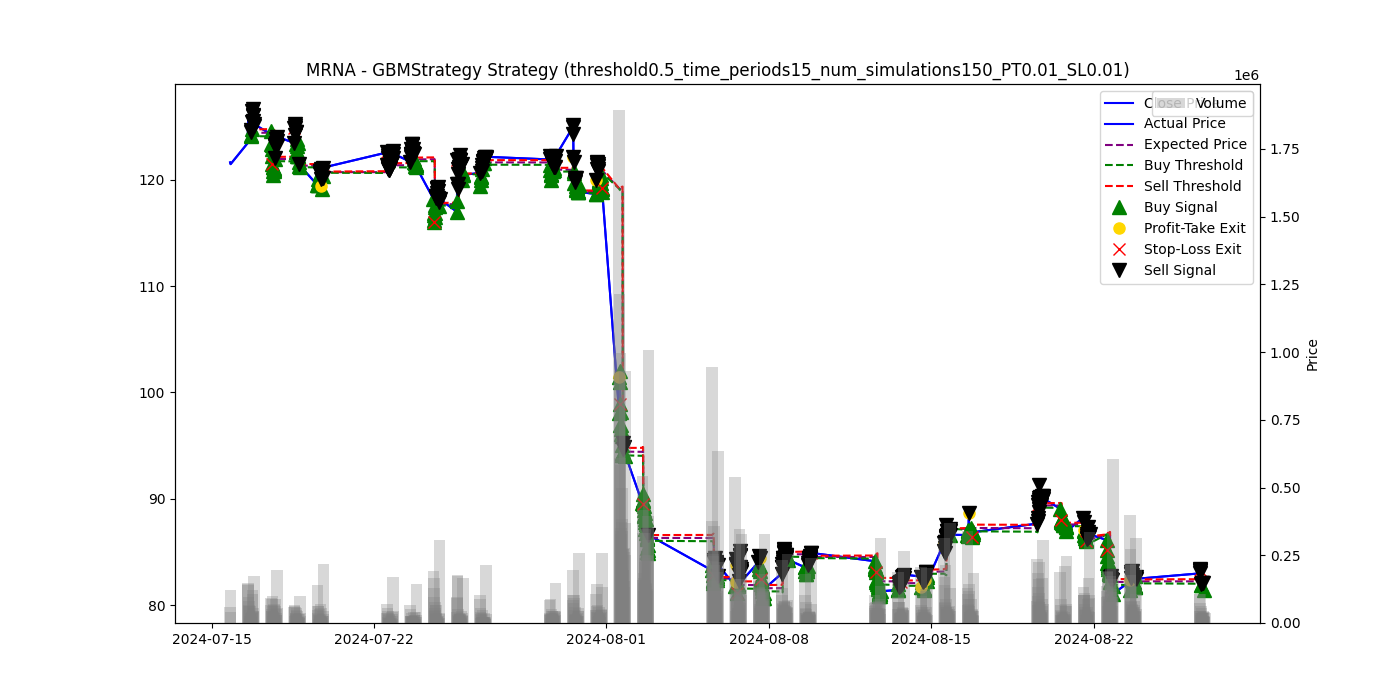 MRNA - GBMStrategy Strategy (threshold0.5_time_periods15_num_simulations150_PT0.01_SL0.01)
1e6
Close Price
Volume
Actual Price
Expected Price
Buy Threshold
Sell Threshold
Buy Signal
Profit-Take Exit
Stop-Loss Exit
Sell Signal
120
110
100
90
80
1.75
1.50
1.25
1.00
0.75
0.50
0.25
0.00
Price
2024-07-15
2024-07-22
2024-08-01
2024-08-08
2024-08-15
2024-08-22